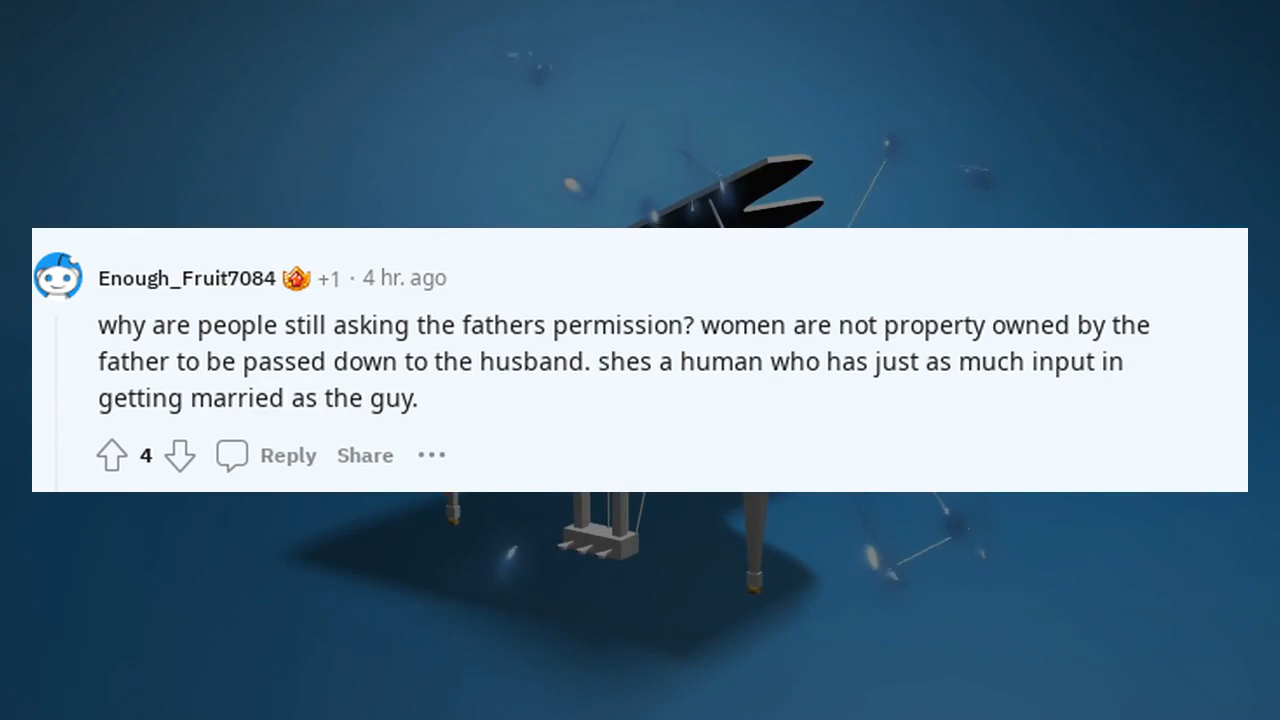 Enough_Fruit7084 +1 · 4 hr. ago
why are people still asking the fathers permission? women are not property owned by the
father to be passed down to the husband. shes a human who has just as much input in
getting married as the guy.
4 Reply Share •••